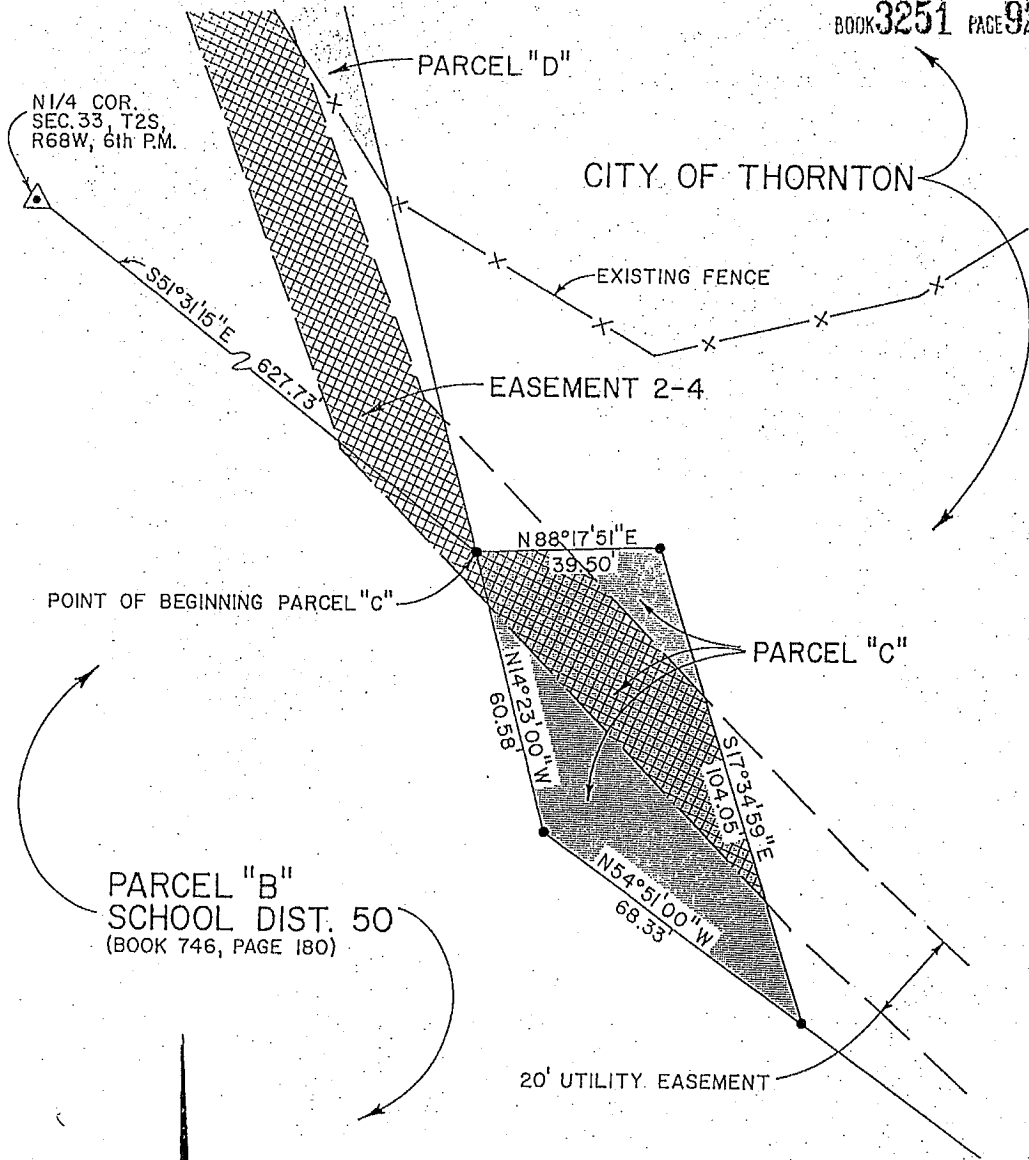 BOOK 3251 PAGE 92
PARCEL "D"
N1/4 COR.
SEC. 33, T2S,
R68W, 6th P.M.
CITY OF THORNTON
EXISTING FENCE
S51°31'15"E
627.73'
EASEMENT 2-4
N88°17'51"E
39.50'
POINT OF BEGINNING PARCEL "C"
PARCEL "C"
N14°23'00"W
60.58'
S17°34'59"E
104.05'
N54°51'00"W
68.33'
PARCEL "B"
SCHOOL DIST. 50
(BOOK 746, PAGE 180)
20' UTILITY EASEMENT